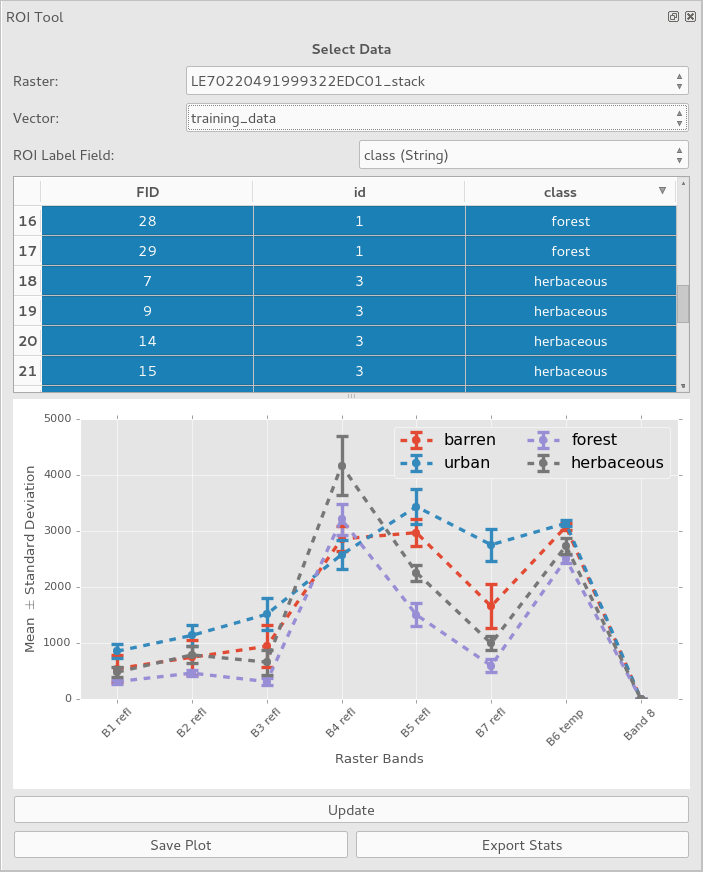 ROI Tool
Select Data
Raster: LE70220491999322EDC01_stack
Vector: training_data
ROI Label Field: class (String)
FID id class
16 28 1 forest
17 29 1 forest
18 7 3 herbaceous
19 9 3 herbaceous
20 14 3 herbaceous
21 15 3 herbaceous
5000
4000
3000
2000
1000
0
Mean ± Standard Deviation
barren forest
urban herbaceous
B1 refl B2 refl B3 refl B4 refl B5 refl B7 refl B6 temp Band 8
Raster Bands
Update
Save Plot Export Stats